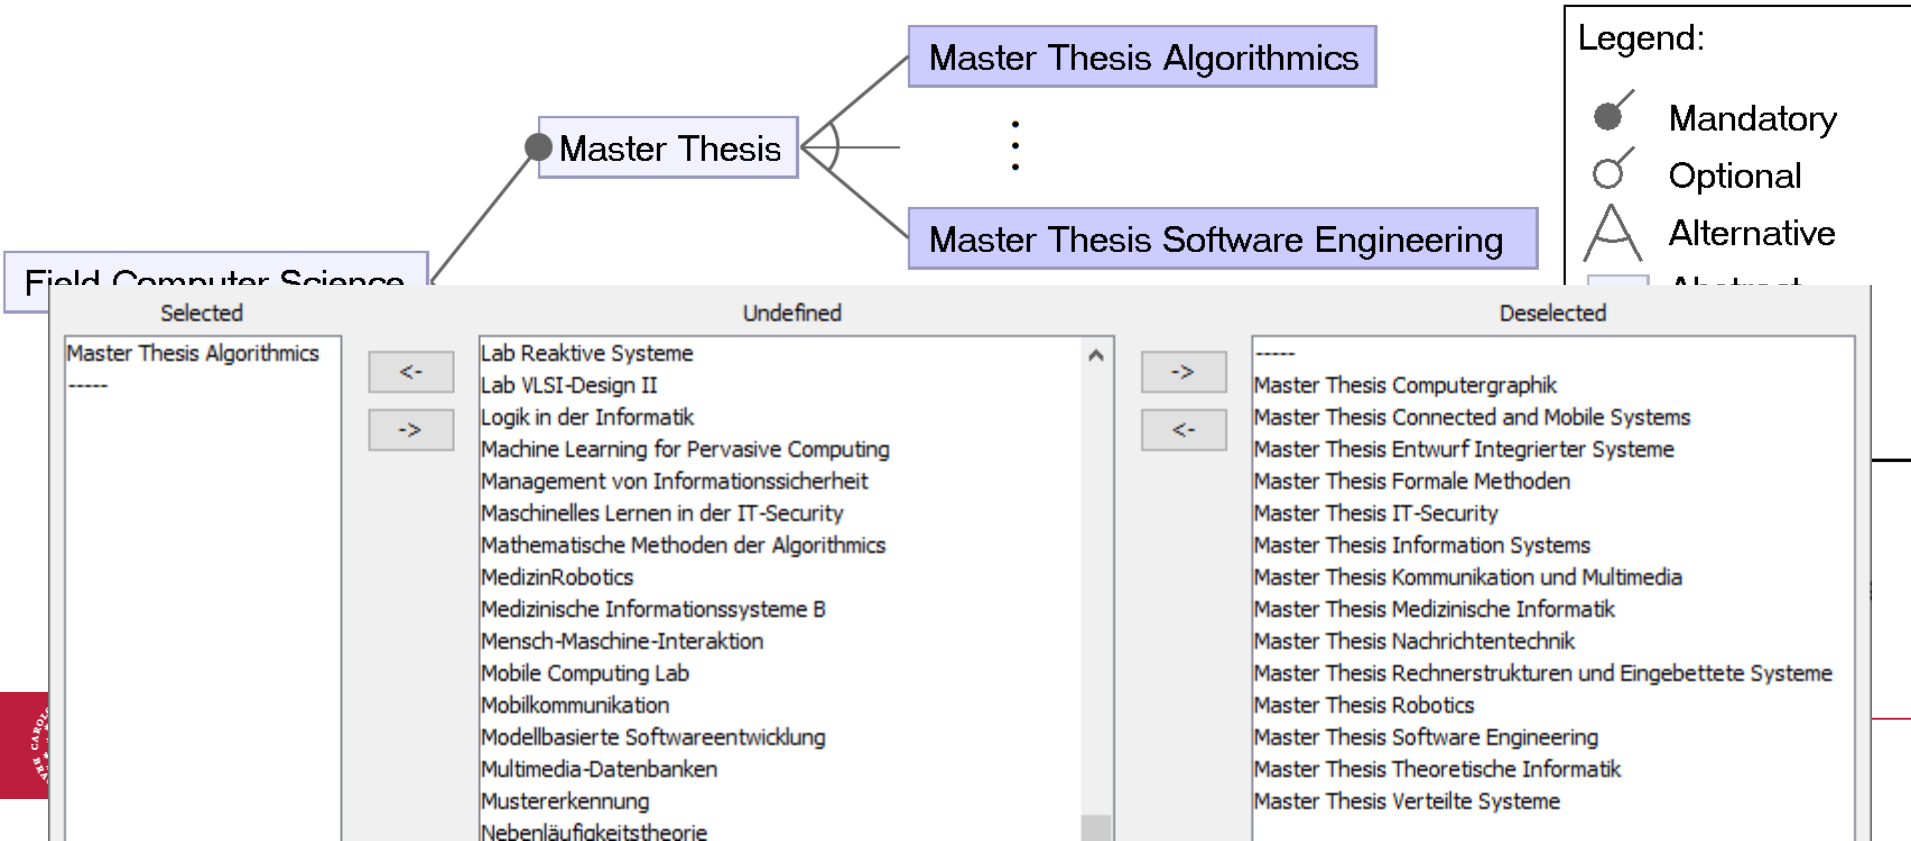 Master Thesis Algorithmics
Legend:
Mandatory
Master Thesis
Optional
Master Thesis Software Engineering
Alternative
Field Computer Science
Abstract
Selected
Undefined
Deselected
Master Thesis Algorithmics
-----
<-
->
Lab Reaktive Systeme
Lab VLSI-Design II
Logik in der Informatik
Machine Learning for Pervasive Computing
Management von Informationssicherheit
Maschinelles Lernen in der IT-Security
Mathematische Methoden der Algorithmics
MedizinRobotics
Medizinische Informationssysteme B
Mensch-Maschine-Interaktion
Mobile Computing Lab
Mobilkommunikation
Modellbasierte Softwareentwicklung
Multimedia-Datenbanken
Mustererkennung
Nebenläufigkeitstheorie
->
<-
-----
Master Thesis Computergraphik
Master Thesis Connected and Mobile Systems
Master Thesis Entwurf Integrierter Systeme
Master Thesis Formale Methoden
Master Thesis IT-Security
Master Thesis Information Systems
Master Thesis Kommunikation und Multimedia
Master Thesis Medizinische Informatik
Master Thesis Nachrichtentechnik
Master Thesis Rechnerstrukturen und Eingebettete Systeme
Master Thesis Robotics
Master Thesis Software Engineering
Master Thesis Theoretische Informatik
Master Thesis Verteilte Systeme